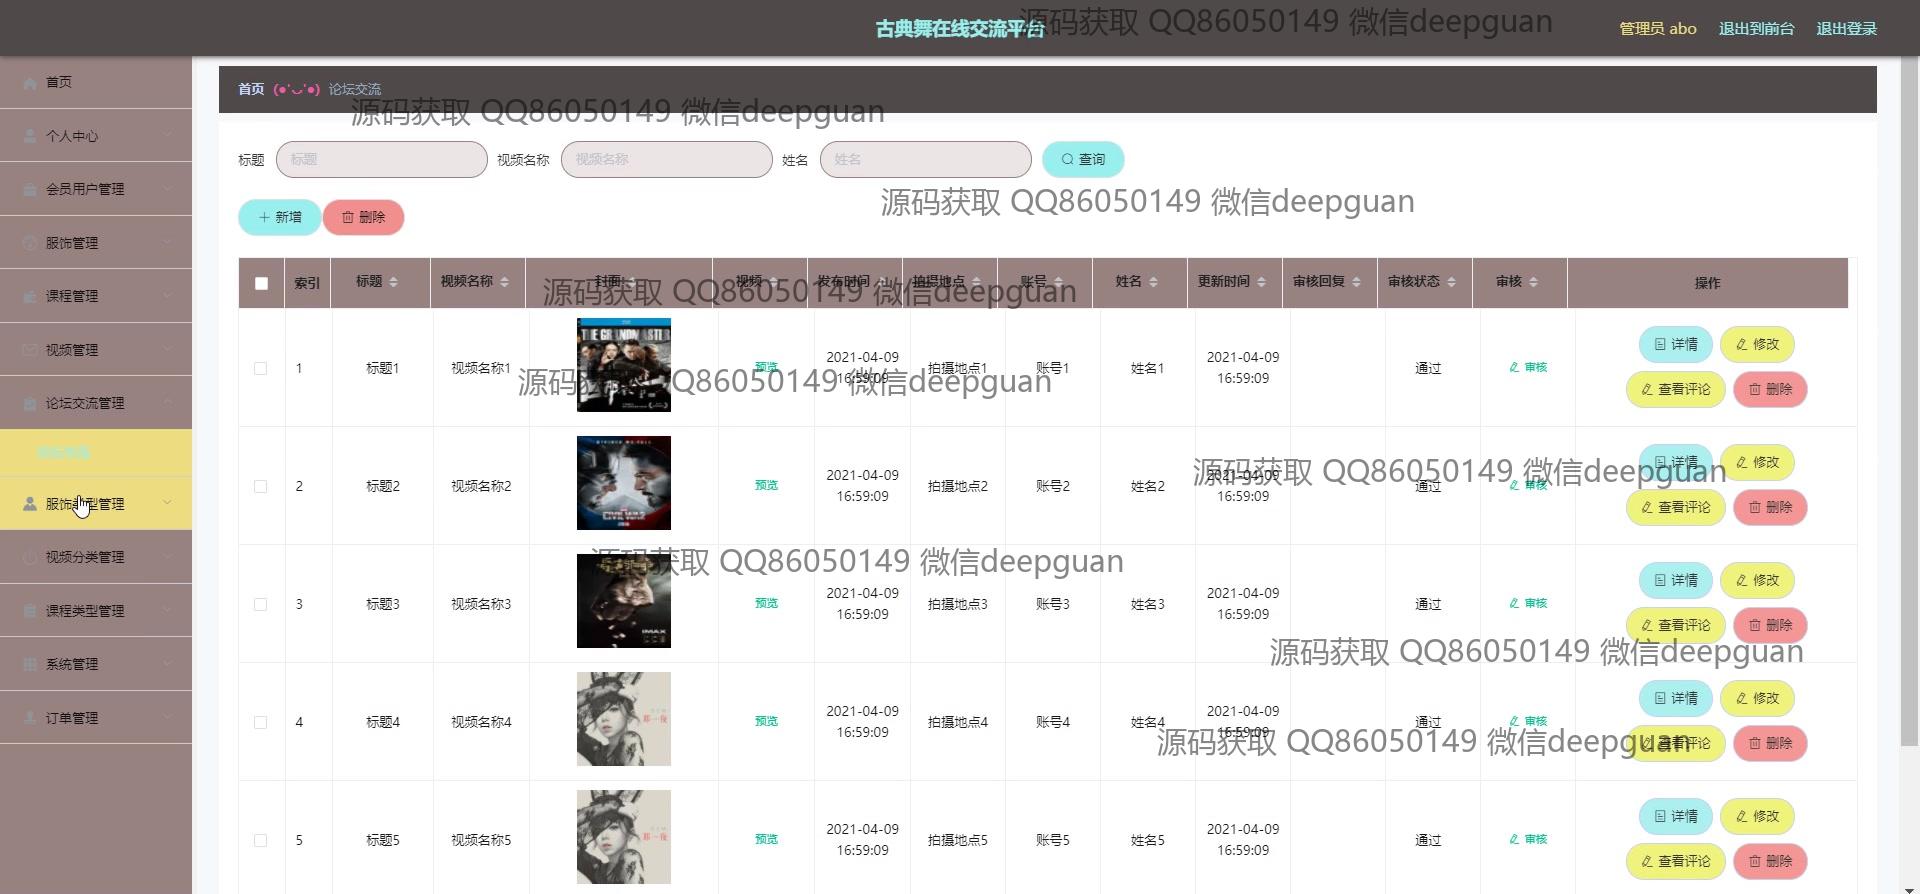 古典舞在线交流平台
源码获取 QQ86050149 微信deepguan
管理员 abo 退出到前台 退出登录
首页
个人中心
会员用户管理
服饰管理
课程管理
视频管理
论坛交流管理
论坛交流
视频分类管理
课程类型管理
系统管理
订单管理
首页 (●'◡'●) 论坛交流
源码获取 QQ86050149 微信deepguan
标题 标题 视频名称 视频名称 姓名 姓名 查询
源码获取 QQ86050149 微信deepguan
新增 删除
索引 标题 视频名称 封面 视频 发布时间 拍摄地点 账号 姓名 更新时间 审核回复 审核状态 审核 操作
源码获取 QQ86050149 微信deepguan
THE GRANDMASTER
1 标题1 视频名称1 预览 2021-04-09 16:59:09 拍摄地点1 账号1 姓名1 2021-04-09 16:59:09 通过 审核 详情 修改
查看评论 删除
源码获取 QQ86050149 微信deepguan
2 标题2 视频名称2 预览 2021-04-09 16:59:09 拍摄地点2 账号2 姓名2 2021-04-09 16:59:09 通过 审核 详情 修改
查看评论 删除
CIVIL WAR
源码获取 QQ86050149 微信deepguan
源码获取 QQ86050149 微信deepguan
3 标题3 视频名称3 预览 2021-04-09 16:59:09 拍摄地点3 账号3 姓名3 2021-04-09 16:59:09 通过 审核 详情 修改
查看评论 删除
IMAX
源码获取 QQ86050149 微信deepguan
4 标题4 视频名称4 预览 2021-04-09 16:59:09 拍摄地点4 账号4 姓名4 2021-04-09 16:59:09 通过 审核 详情 修改
查看评论 删除
那一夜
源码获取 QQ86050149 微信deepguan
5 标题5 视频名称5 预览 2021-04-09 16:59:09 拍摄地点5 账号5 姓名5 2021-04-09 16:59:09 通过 审核 详情 修改
查看评论 删除
那一夜